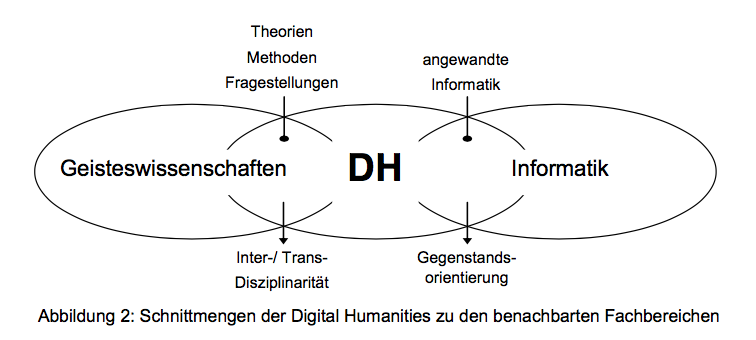 Theorien
Methoden
Fragestellungen
angewandte
Informatik
Geisteswissenschaften
DH
Informatik
Inter-/ Trans-
Disziplinarität
Gegenstands-
orientierung
Abbildung 2: Schnittmengen der Digital Humanities zu den benachbarten Fachbereichen